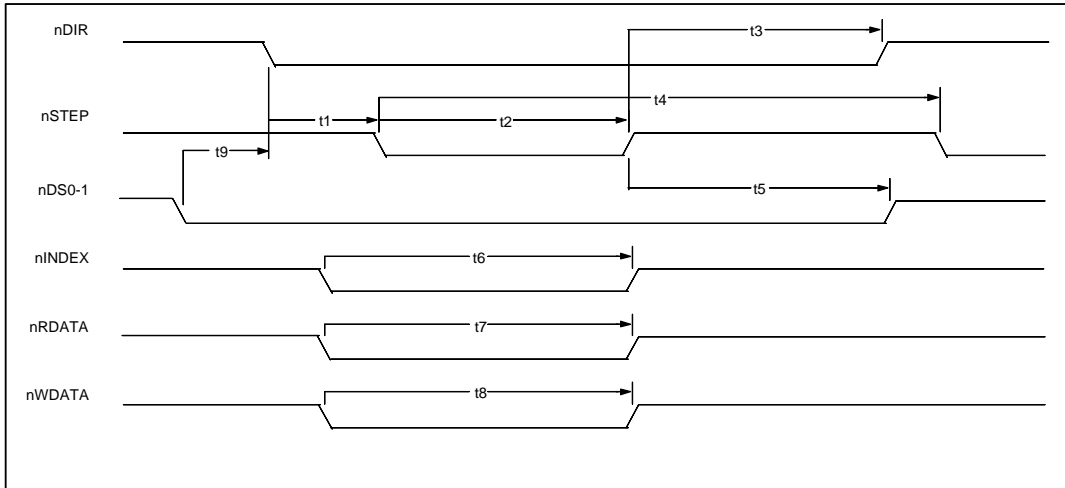 nDIR
t3
t4
nSTEP
t1
t2
t9
nDS0-1
t5
nINDEX
t6
nRDATA
t7
nWDATA
t8